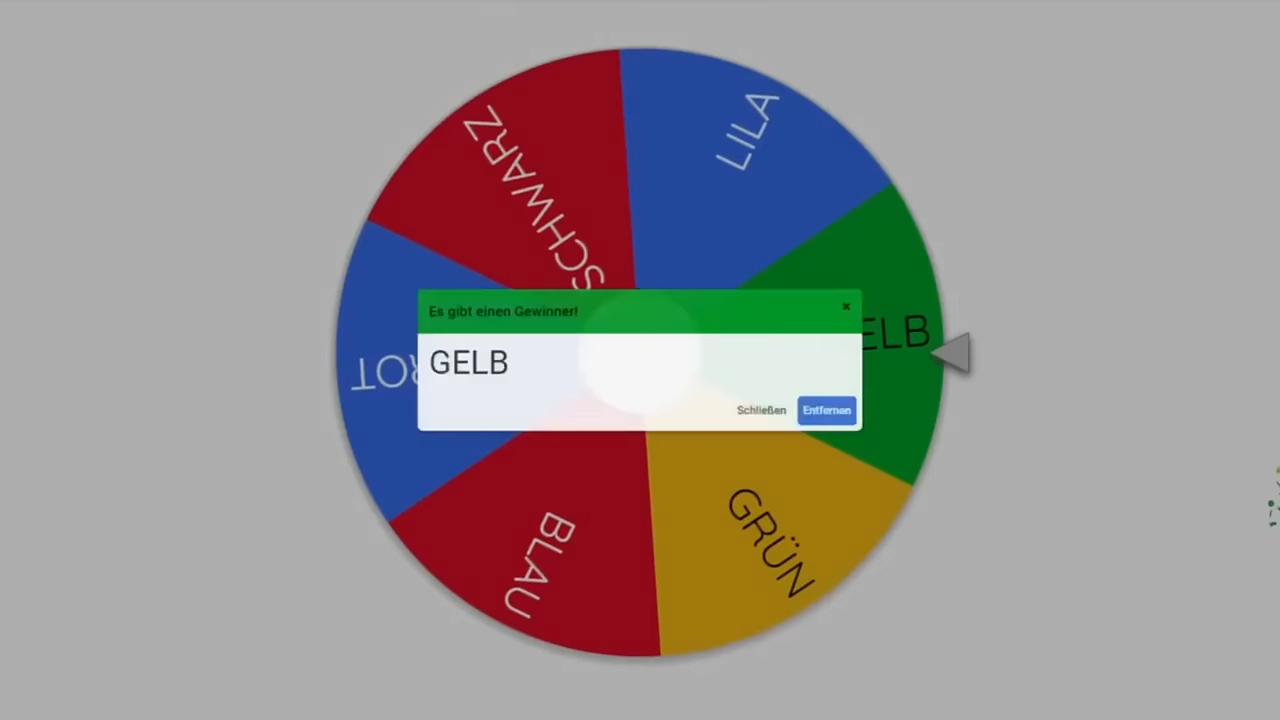 LILA
SCHWARZ
Es gibt einen Gewinner!
ELB
GELB
ROT
Schließen
Entfernen
GRÜN
BLAU